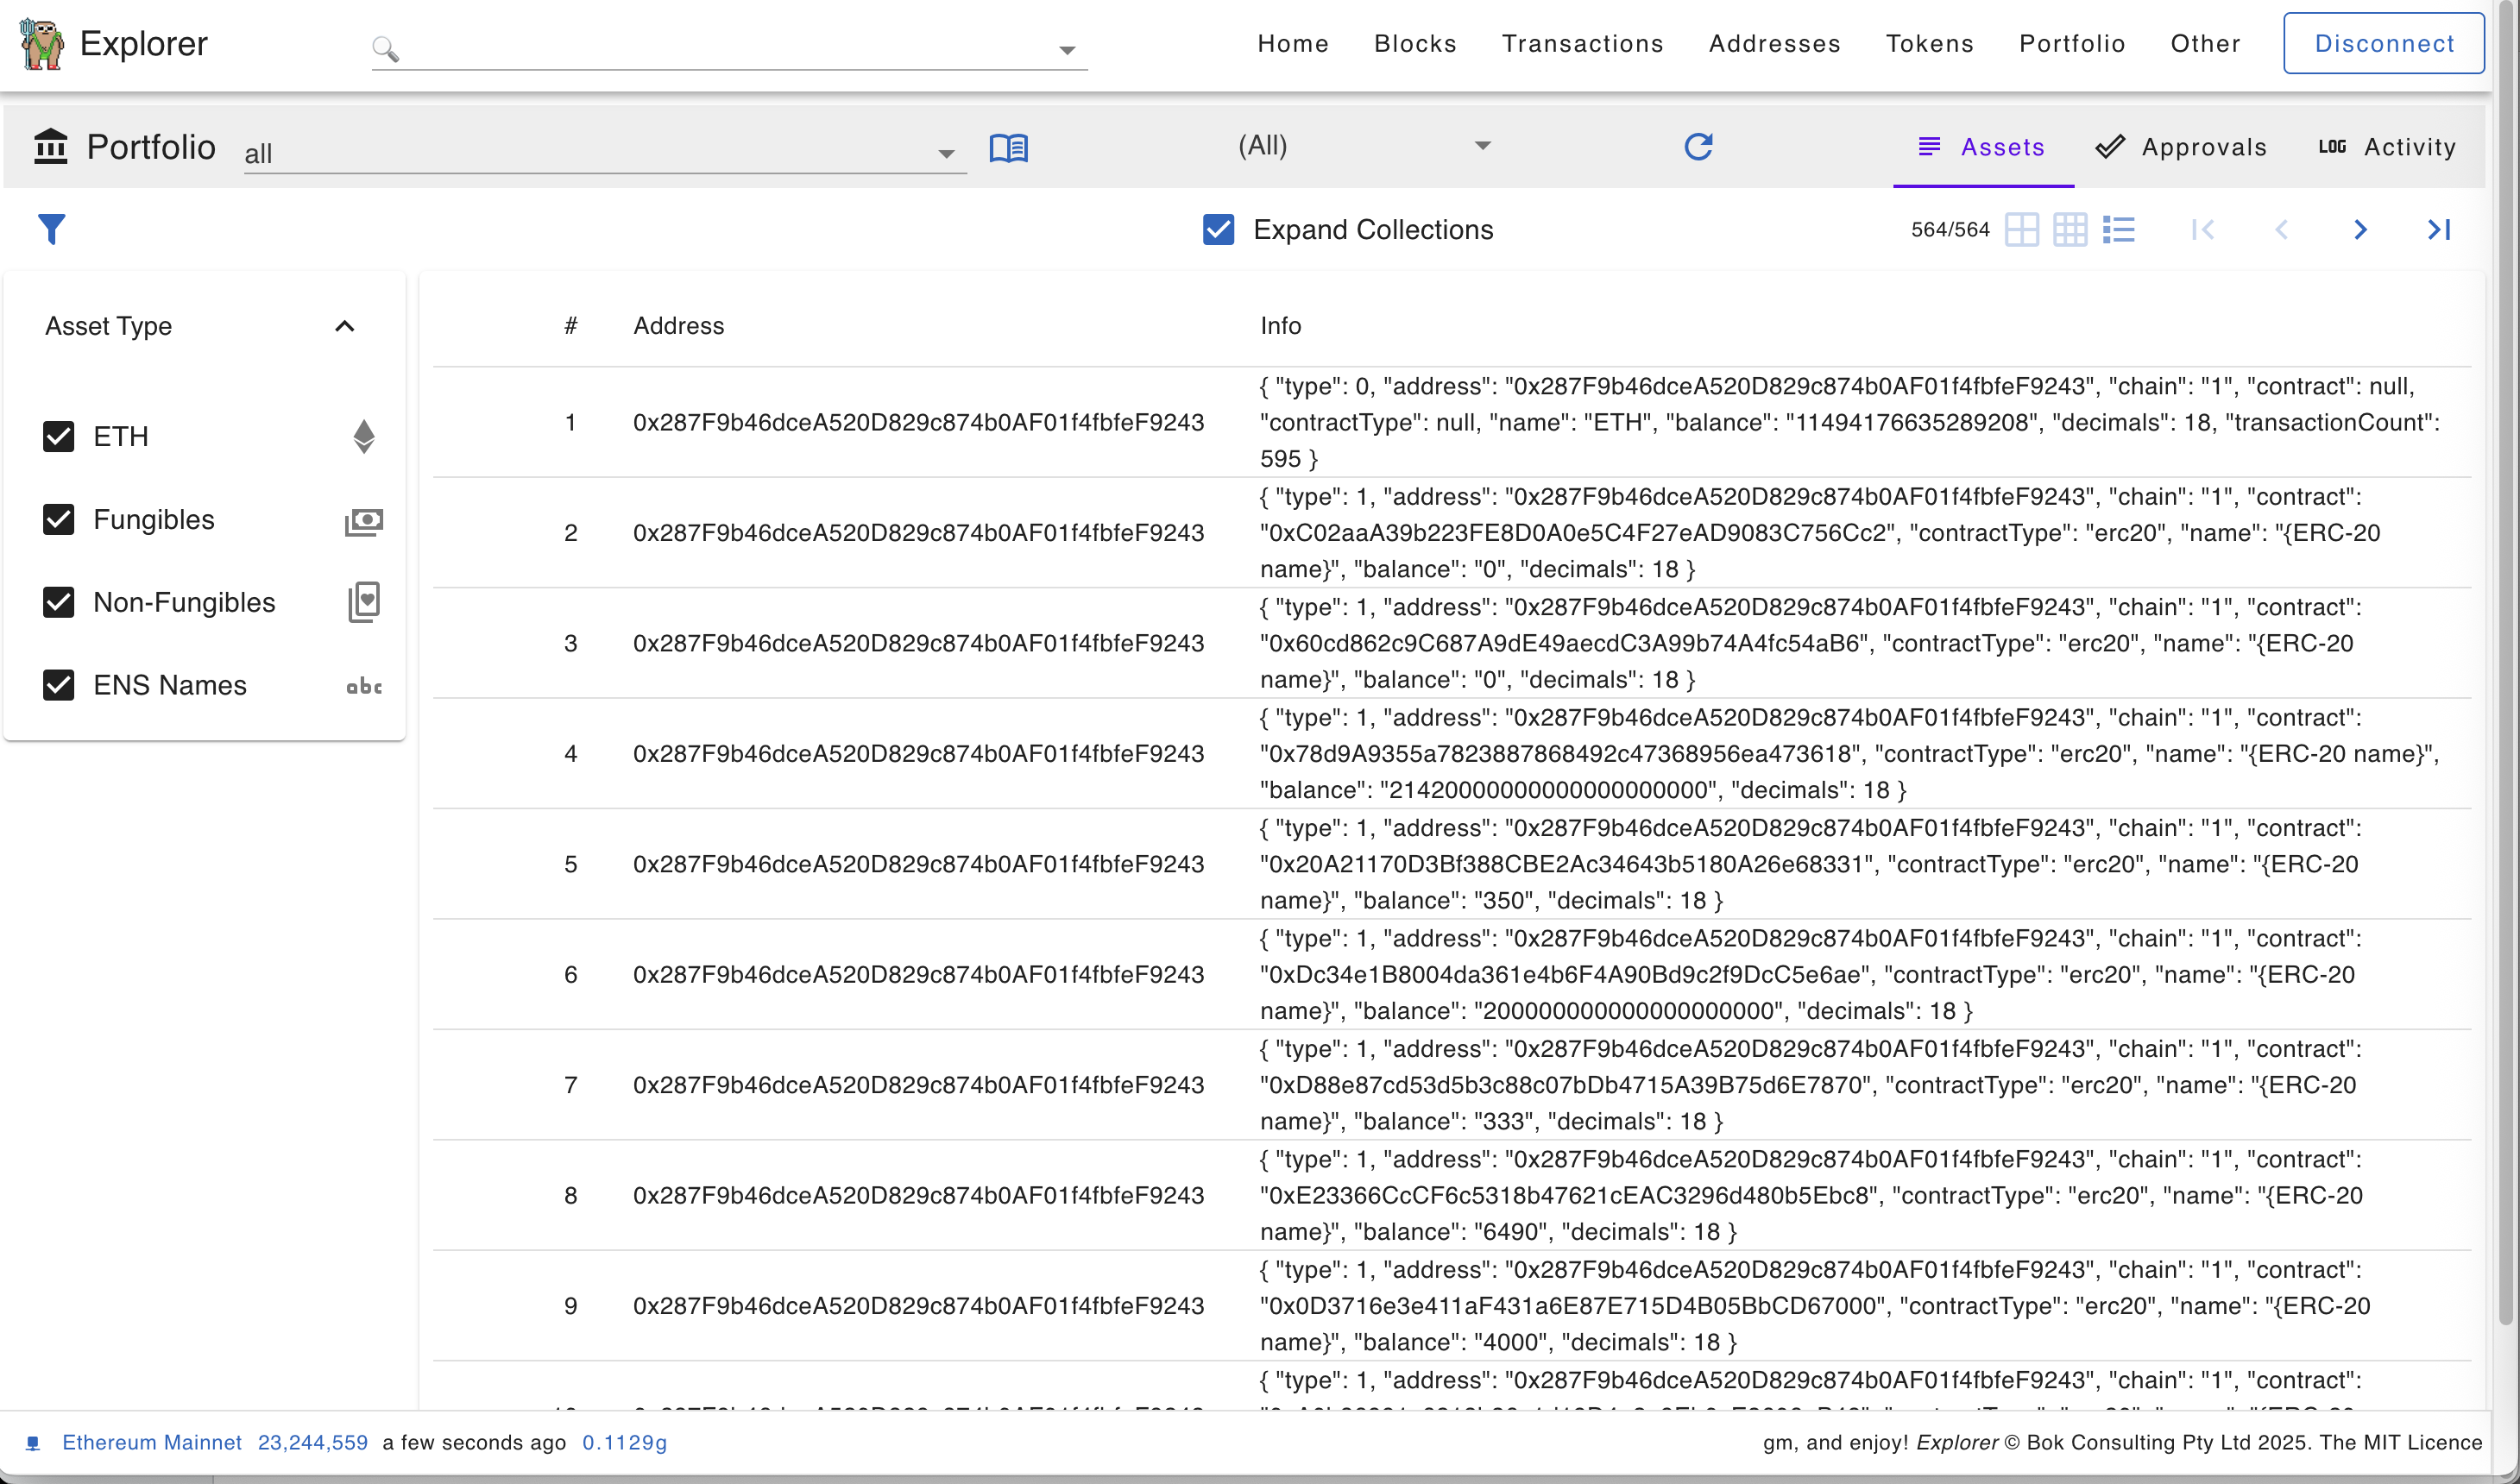 Explorer
Home Blocks Transactions Addresses Tokens Portfolio Other Disconnect
Portfolio all (All) Assets Approvals LOG Activity
Expand Collections 564/564
Asset Type
ETH
Fungibles
Non-Fungibles
ENS Names abc
# Address Info
{ "type": 0, "address": "0x287F9b46dceA520D829c874b0AF01f4fbfeF9243", "chain": "1", "contract": null,
1 0x287F9b46dceA520D829c874b0AF01f4fbfeF9243 "contractType": null, "name": "ETH", "balance": "11494176635289208", "decimals": 18, "transactionCount":
595 }
{ "type": 1, "address": "0x287F9b46dceA520D829c874b0AF01f4fbfeF9243", "chain": "1", "contract":
2 0x287F9b46dceA520D829c874b0AF01f4fbfeF9243 "0xC02aaA39b223FE8D0A0e5C4F27eAD9083C756Cc2", "contractType": "erc20", "name": "{ERC-20
name}", "balance": "0", "decimals": 18 }
{ "type": 1, "address": "0x287F9b46dceA520D829c874b0AF01f4fbfeF9243", "chain": "1", "contract":
3 0x287F9b46dceA520D829c874b0AF01f4fbfeF9243 "0x60cd862c9C687A9dE49aecdC3A99b74A4fc54aB6", "contractType": "erc20", "name": "{ERC-20
name}", "balance": "0", "decimals": 18 }
{ "type": 1, "address": "0x287F9b46dceA520D829c874b0AF01f4fbfeF9243", "chain": "1", "contract":
4 0x287F9b46dceA520D829c874b0AF01f4fbfeF9243 "0x78d9A9355a7823887868492c47368956ea473618", "contractType": "erc20", "name": "{ERC-20 name}",
"balance": "21420000000000000000000", "decimals": 18 }
{ "type": 1, "address": "0x287F9b46dceA520D829c874b0AF01f4fbfeF9243", "chain": "1", "contract":
5 0x287F9b46dceA520D829c874b0AF01f4fbfeF9243 "0x20A21170D3Bf388CBE2Ac34643b5180A26e68331", "contractType": "erc20", "name": "{ERC-20
name}", "balance": "350", "decimals": 18 }
{ "type": 1, "address": "0x287F9b46dceA520D829c874b0AF01f4fbfeF9243", "chain": "1", "contract":
6 0x287F9b46dceA520D829c874b0AF01f4fbfeF9243 "0xDc34e1B8004da361e4b6F4A90Bd9c2f9DcC5e6ae", "contractType": "erc20", "name": "{ERC-20
name}", "balance": "200000000000000000000", "decimals": 18 }
{ "type": 1, "address": "0x287F9b46dceA520D829c874b0AF01f4fbfeF9243", "chain": "1", "contract":
7 0x287F9b46dceA520D829c874b0AF01f4fbfeF9243 "0xD88e87cd53d5b3c88c07bDb4715A39B75d6E7870", "contractType": "erc20", "name": "{ERC-20
name}", "balance": "333", "decimals": 18 }
{ "type": 1, "address": "0x287F9b46dceA520D829c874b0AF01f4fbfeF9243", "chain": "1", "contract":
8 0x287F9b46dceA520D829c874b0AF01f4fbfeF9243 "0xE23366CcCF6c5318b47621cEAC3296d480b5Ebc8", "contractType": "erc20", "name": "{ERC-20
name}", "balance": "6490", "decimals": 18 }
{ "type": 1, "address": "0x287F9b46dceA520D829c874b0AF01f4fbfeF9243", "chain": "1", "contract":
9 0x287F9b46dceA520D829c874b0AF01f4fbfeF9243 "0x0D3716e3e411aF431a6E87E715D4B05BbCD67000", "contractType": "erc20", "name": "{ERC-20
name}", "balance": "4000", "decimals": 18 }
{ "type": 1, "address": "0x287F9b46dceA520D829c874b0AF01f4fbfeF9243", "chain": "1", "contract":
Ethereum Mainnet 23,244,559 a few seconds ago 0.1129g gm, and enjoy! Explorer © Bok Consulting Pty Ltd 2025. The MIT Licence